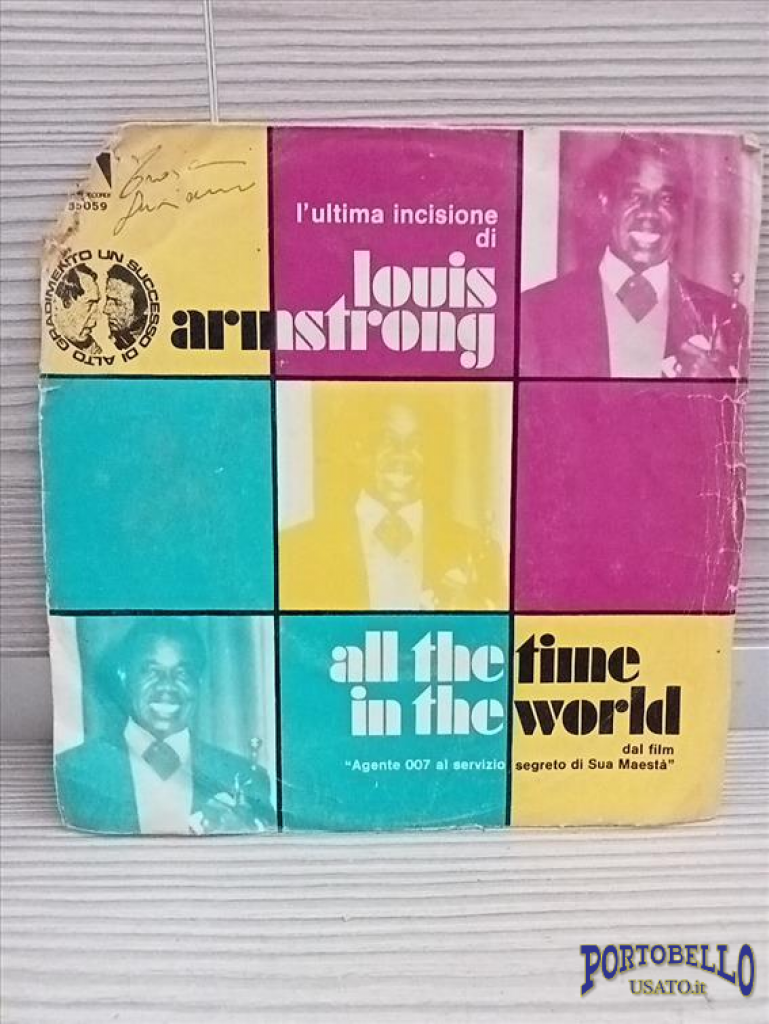 35059
UN SUCCESSO DI ALTO GRADIMENTO
l'ultima incisione
di
louis
armstrong
all the time
in the world
dal film
"Agente 007 al servizio segreto di Sua Maestà"
PORTOBELLO
USATO.it